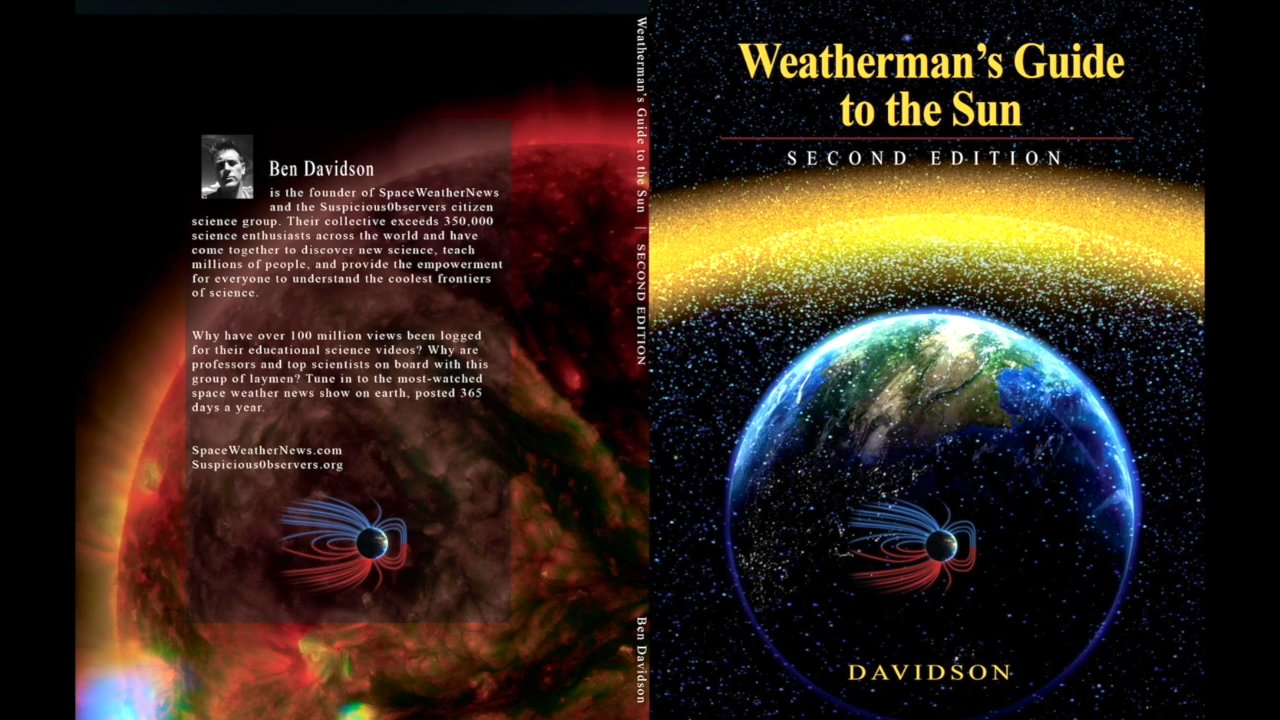 Ben Davidson
is the founder of SpaceWeatherNews
and the Suspicious0bservers citizen
science group. Their collective exceeds 350,000
science enthusiasts across the world and have
come together to discover new science, teach
millions of people, and provide the empowerment
for everyone to understand the coolest frontiers
of science.
Why have over 100 million views been logged
for their educational science videos? Why are
professors and top scientists on board with this
group of laymen? Tune in to the most-watched
space weather news show on earth, posted 365
days a year.
SpaceWeatherNews.com
Suspicious0bservers.org
Weatherman's Guide to the Sun | SECOND EDITION
Ben Davidson
Weatherman's Guide
to the Sun
SECOND EDITION
DAVIDSON